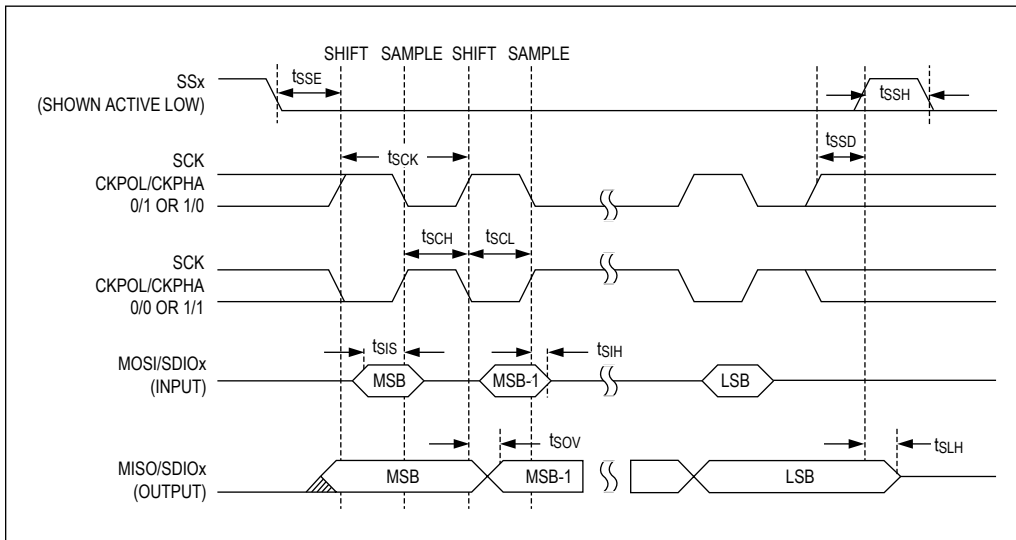 SHIFT SAMPLE SHIFT SAMPLE
SSx
(SHOWN ACTIVE LOW)
tSSE
tSSH
tSSD
SCK
CKPOL/CKPHA
0/1 OR 1/0
tSCK
tSCH
tSCL
SCK
CKPOL/CKPHA
0/0 OR 1/1
tSIS
tSIH
MOSI/SDIOx
(INPUT)
MSB
MSB-1
LSB
tSOV
tSLH
MISO/SDIOx
(OUTPUT)
MSB
MSB-1
LSB